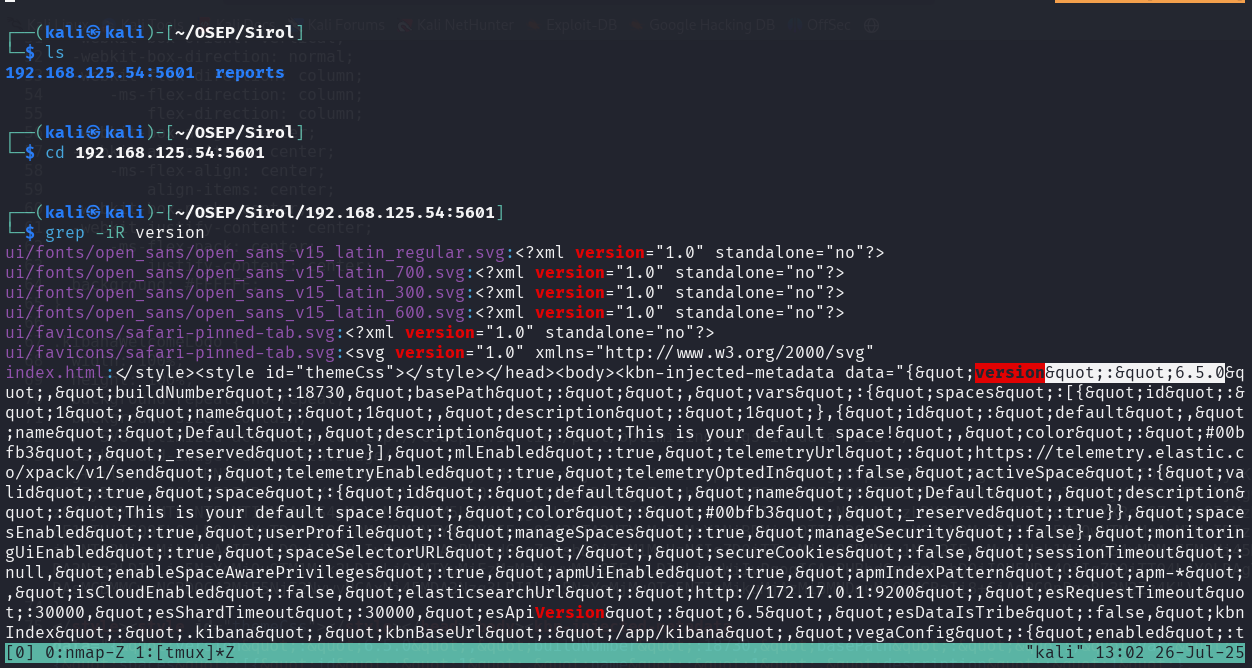 ┌──(kali㉿kali)-[~/OSEP/Sirol]
└─$ ls
192.168.125.54:5601  reports
┌──(kali㉿kali)-[~/OSEP/Sirol]
└─$ cd 192.168.125.54:5601
┌──(kali㉿kali)-[~/OSEP/Sirol/192.168.125.54:5601]
└─$ grep -iR version
ui/fonts/open_sans/open_sans_v15_latin_regular.svg:<?xml version="1.0" standalone="no"?>
ui/fonts/open_sans/open_sans_v15_latin_700.svg:<?xml version="1.0" standalone="no"?>
ui/fonts/open_sans/open_sans_v15_latin_300.svg:<?xml version="1.0" standalone="no"?>
ui/fonts/open_sans/open_sans_v15_latin_600.svg:<?xml version="1.0" standalone="no"?>
ui/favicons/safari-pinned-tab.svg:<?xml version="1.0" standalone="no"?>
ui/favicons/safari-pinned-tab.svg:<svg version="1.0" xmlns="http://www.w3.org/2000/svg"
index.html:</style><style id="themeCss"></style></head><body><kbn-injected-metadata data="{&quot;version&quot;:&quot;6.5.0&q
uot;,&quot;buildNumber&quot;:18730,&quot;basePath&quot;:&quot;&quot;,&quot;vars&quot;:{&quot;spaces&quot;:[{&quot;id&quot;:&
quot;1&quot;,&quot;name&quot;:&quot;1&quot;,&quot;description&quot;:&quot;1&quot;},{&quot;id&quot;:&quot;default&quot;,&quot
;name&quot;:&quot;Default&quot;,&quot;description&quot;:&quot;This is your default space!&quot;,&quot;color&quot;:&quot;#00b
fb3&quot;,&quot;_reserved&quot;:true}],&quot;mlEnabled&quot;:true,&quot;telemetryUrl&quot;:&quot;https://telemetry.elastic.c
o/xpack/v1/send&quot;,&quot;telemetryEnabled&quot;:true,&quot;telemetryOptedIn&quot;:false,&quot;activeSpace&quot;:{&quot;va
lid&quot;:true,&quot;space&quot;:{&quot;id&quot;:&quot;default&quot;,&quot;name&quot;:&quot;Default&quot;,&quot;description&
quot;:&quot;This is your default space!&quot;,&quot;color&quot;:&quot;#00bfb3&quot;,&quot;_reserved&quot;:true}},&quot;space
sEnabled&quot;:true,&quot;userProfile&quot;:{&quot;manageSpaces&quot;:true,&quot;manageSecurity&quot;:false},&quot;monitorin
gUiEnabled&quot;:true,&quot;spaceSelectorURL&quot;:&quot;/&quot;,&quot;secureCookies&quot;:false,&quot;sessionTimeout&quot;:
null,&quot;enableSpaceAwarePrivileges&quot;:true,&quot;apmUiEnabled&quot;:true,&quot;apmIndexPattern&quot;:&quot;apm-*&quot;
,&quot;isCloudEnabled&quot;:false,&quot;elasticsearchUrl&quot;:&quot;http://172.17.0.1:9200&quot;,&quot;esRequestTimeout&quo
t;:30000,&quot;esShardTimeout&quot;:30000,&quot;esApiVersion&quot;:&quot;6.5&quot;,&quot;esDataIsTribe&quot;:false,&quot;kbn
Index&quot;:&quot;.kibana&quot;,&quot;kbnBaseUrl&quot;:&quot;/app/kibana&quot;,&quot;vegaConfig&quot;:{&quot;enabled&quot;:t
[0] 0:nmap-Z 1:[tmux]*Z "kali" 13:02 26-Jul-25